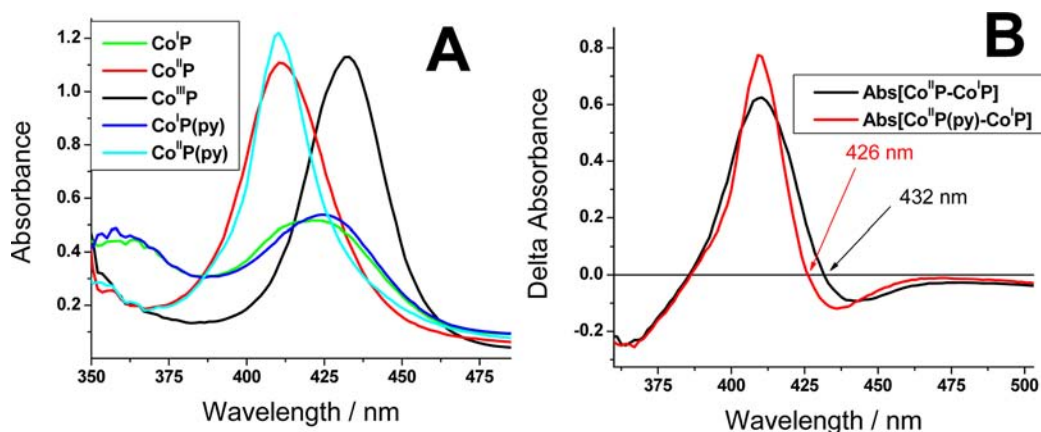 A
Co^I P
Co^II P
Co^III P
Co^I P(py)
Co^II P(py)
Absorbance
1.2
1.0
0.8
0.6
0.4
0.2
350 375 400 425 450 475
Wavelength / nm
B
Abs[Co^II P-Co^I P]
Abs[Co^II P(py)-Co^I P]
426 nm
432 nm
Delta Absorbance
0.8
0.6
0.4
0.2
0.0
-0.2
375 400 425 450 475 500
Wavelength / nm